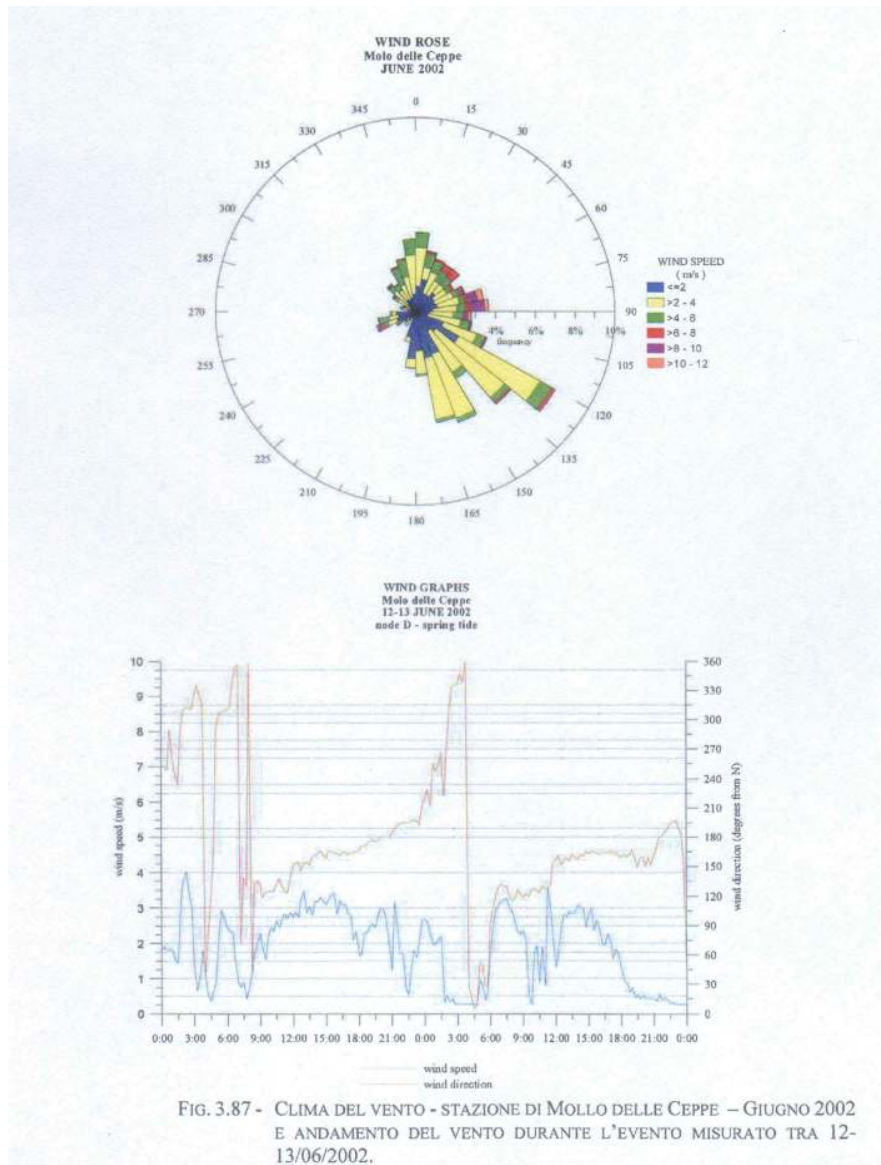 WIND ROSE
Molo delle Ceppe
JUNE 2002
0
15
30
45
60
75
90
105
120
135
150
165
180
195
210
225
240
255
270
285
300
315
330
345
4%
6%
8%
10%
frequency
WIND SPEED
( m/s )
<=2
>2 - 4
>4 - 6
>6 - 8
>8 - 10
>10 - 12
WIND GRAPHS
Molo delle Ceppe
12-13 JUNE 2002
node D - spring tide
wind speed (m/s)
10
9
8
7
6
5
4
3
2
1
0
wind direction (degrees from N)
360
330
300
270
240
210
180
150
120
90
60
30
0
0:00 3:00 6:00 9:00 12:00 15:00 18:00 21:00 0:00 3:00 6:00 9:00 12:00 15:00 18:00 21:00 0:00
wind speed
wind direction
FIG. 3.87 - CLIMA DEL VENTO - STAZIONE DI MOLLO DELLE CEPPE – GIUGNO 2002
E ANDAMENTO DEL VENTO DURANTE L'EVENTO MISURATO TRA 12-
13/06/2002.